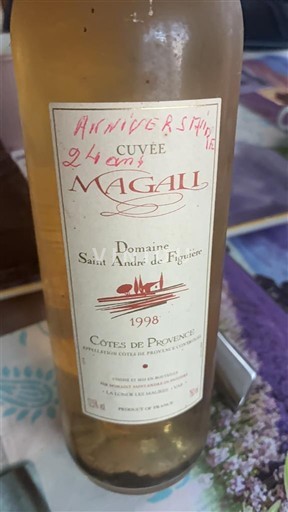 ANNIVERSAIRE
24 ans
CUVÉE
MAGALI
Domaine
Saint André de Figuière
1998
CÔTES DE PROVENCE
APPELLATION CÔTES DE PROVENCE CONTRÔLÉE
PRODUCT OF FRANCE